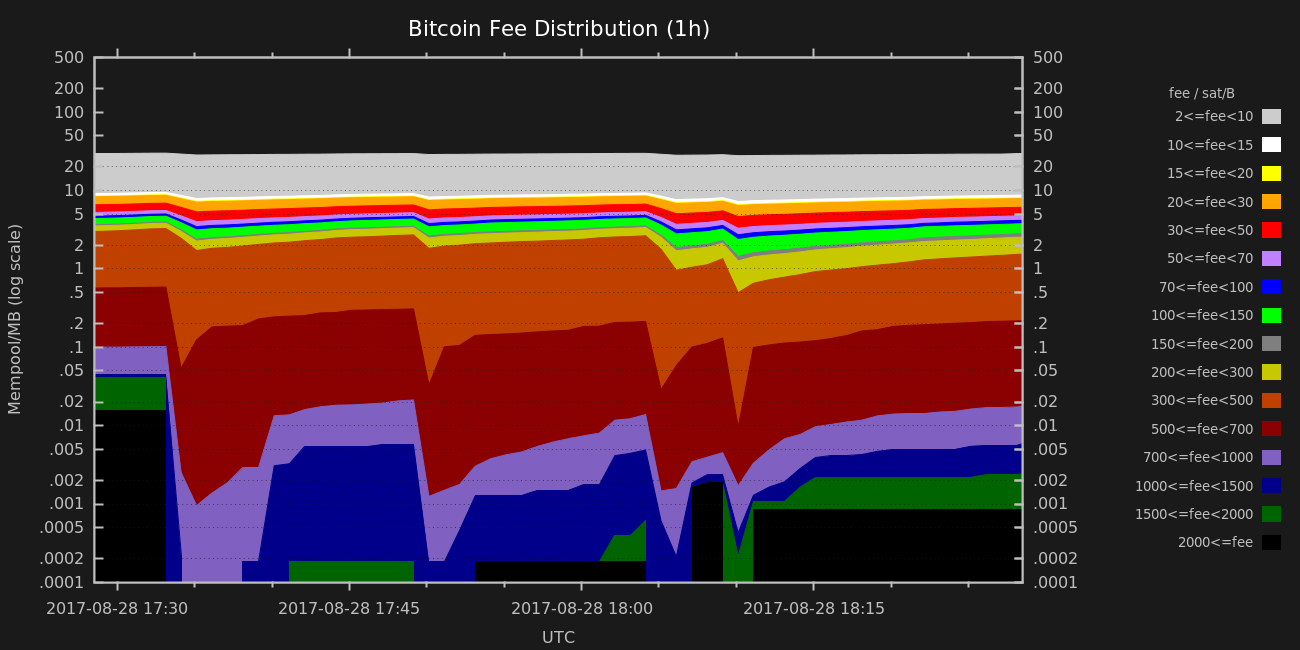 Bitcoin Fee Distribution (1h)
Mempool/MB (log scale)
500
200
100
50
20
10
5
2
1
.5
.2
.1
.05
.02
.01
.005
.002
.001
.0005
.0002
.0001
500
200
100
50
20
10
5
2
1
.5
.2
.1
.05
.02
.01
.005
.002
.001
.0005
.0002
.0001
2017-08-28 17:30
2017-08-28 17:45
2017-08-28 18:00
2017-08-28 18:15
UTC
fee / sat/B
2<=fee<10
10<=fee<15
15<=fee<20
20<=fee<30
30<=fee<50
50<=fee<70
70<=fee<100
100<=fee<150
150<=fee<200
200<=fee<300
300<=fee<500
500<=fee<700
700<=fee<1000
1000<=fee<1500
1500<=fee<2000
2000<=fee